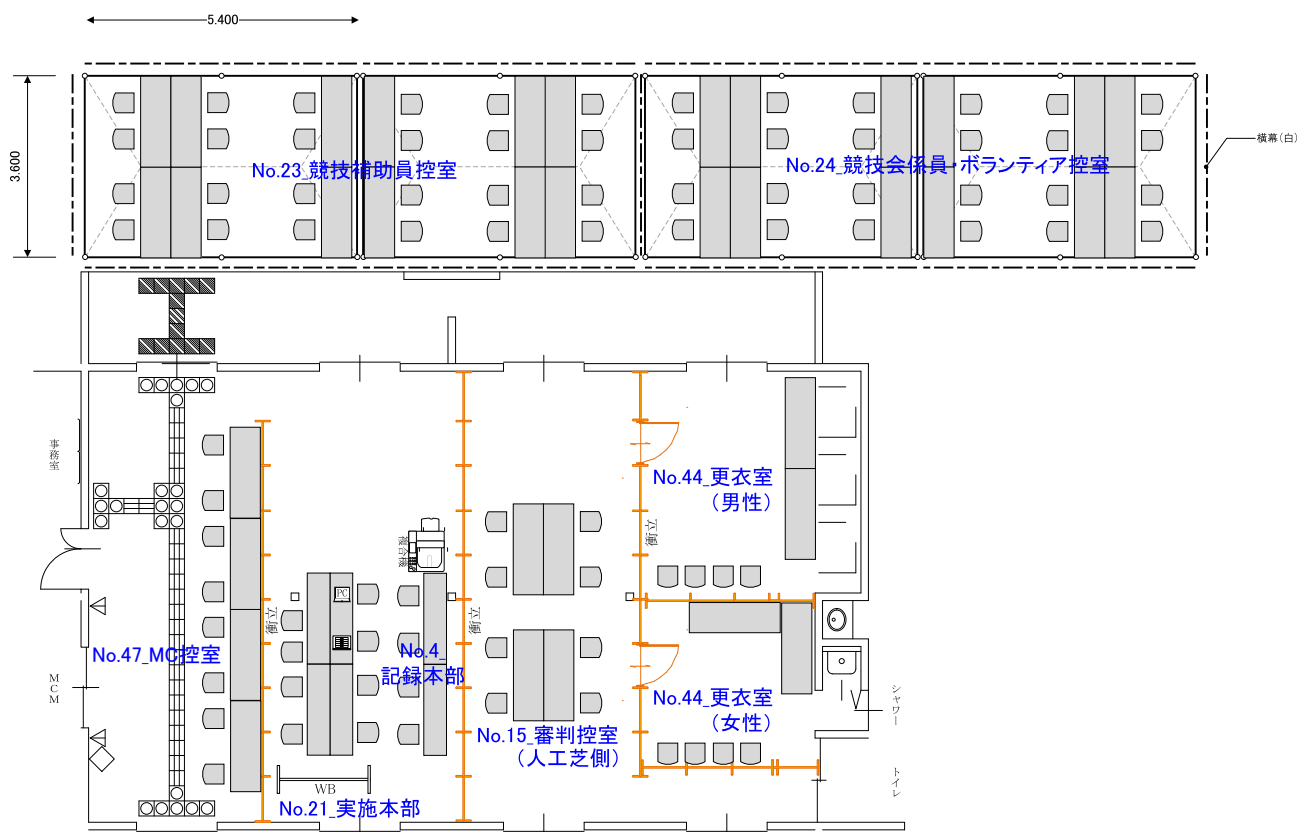 5.400
3.600
No.23_競技補助員控室
No.24_競技会係員・ボランティア控室
横幕(白)
事務室
No.44_更衣室
(男性)
衝立
複合機
PC
衝立
衝立
No.47_MC控室
No.4_
記録本部
MCM
No.44_更衣室
(女性)
シャワー
No.15_審判控室
(人工芝側)
トイレ
WB
No.21_実施本部